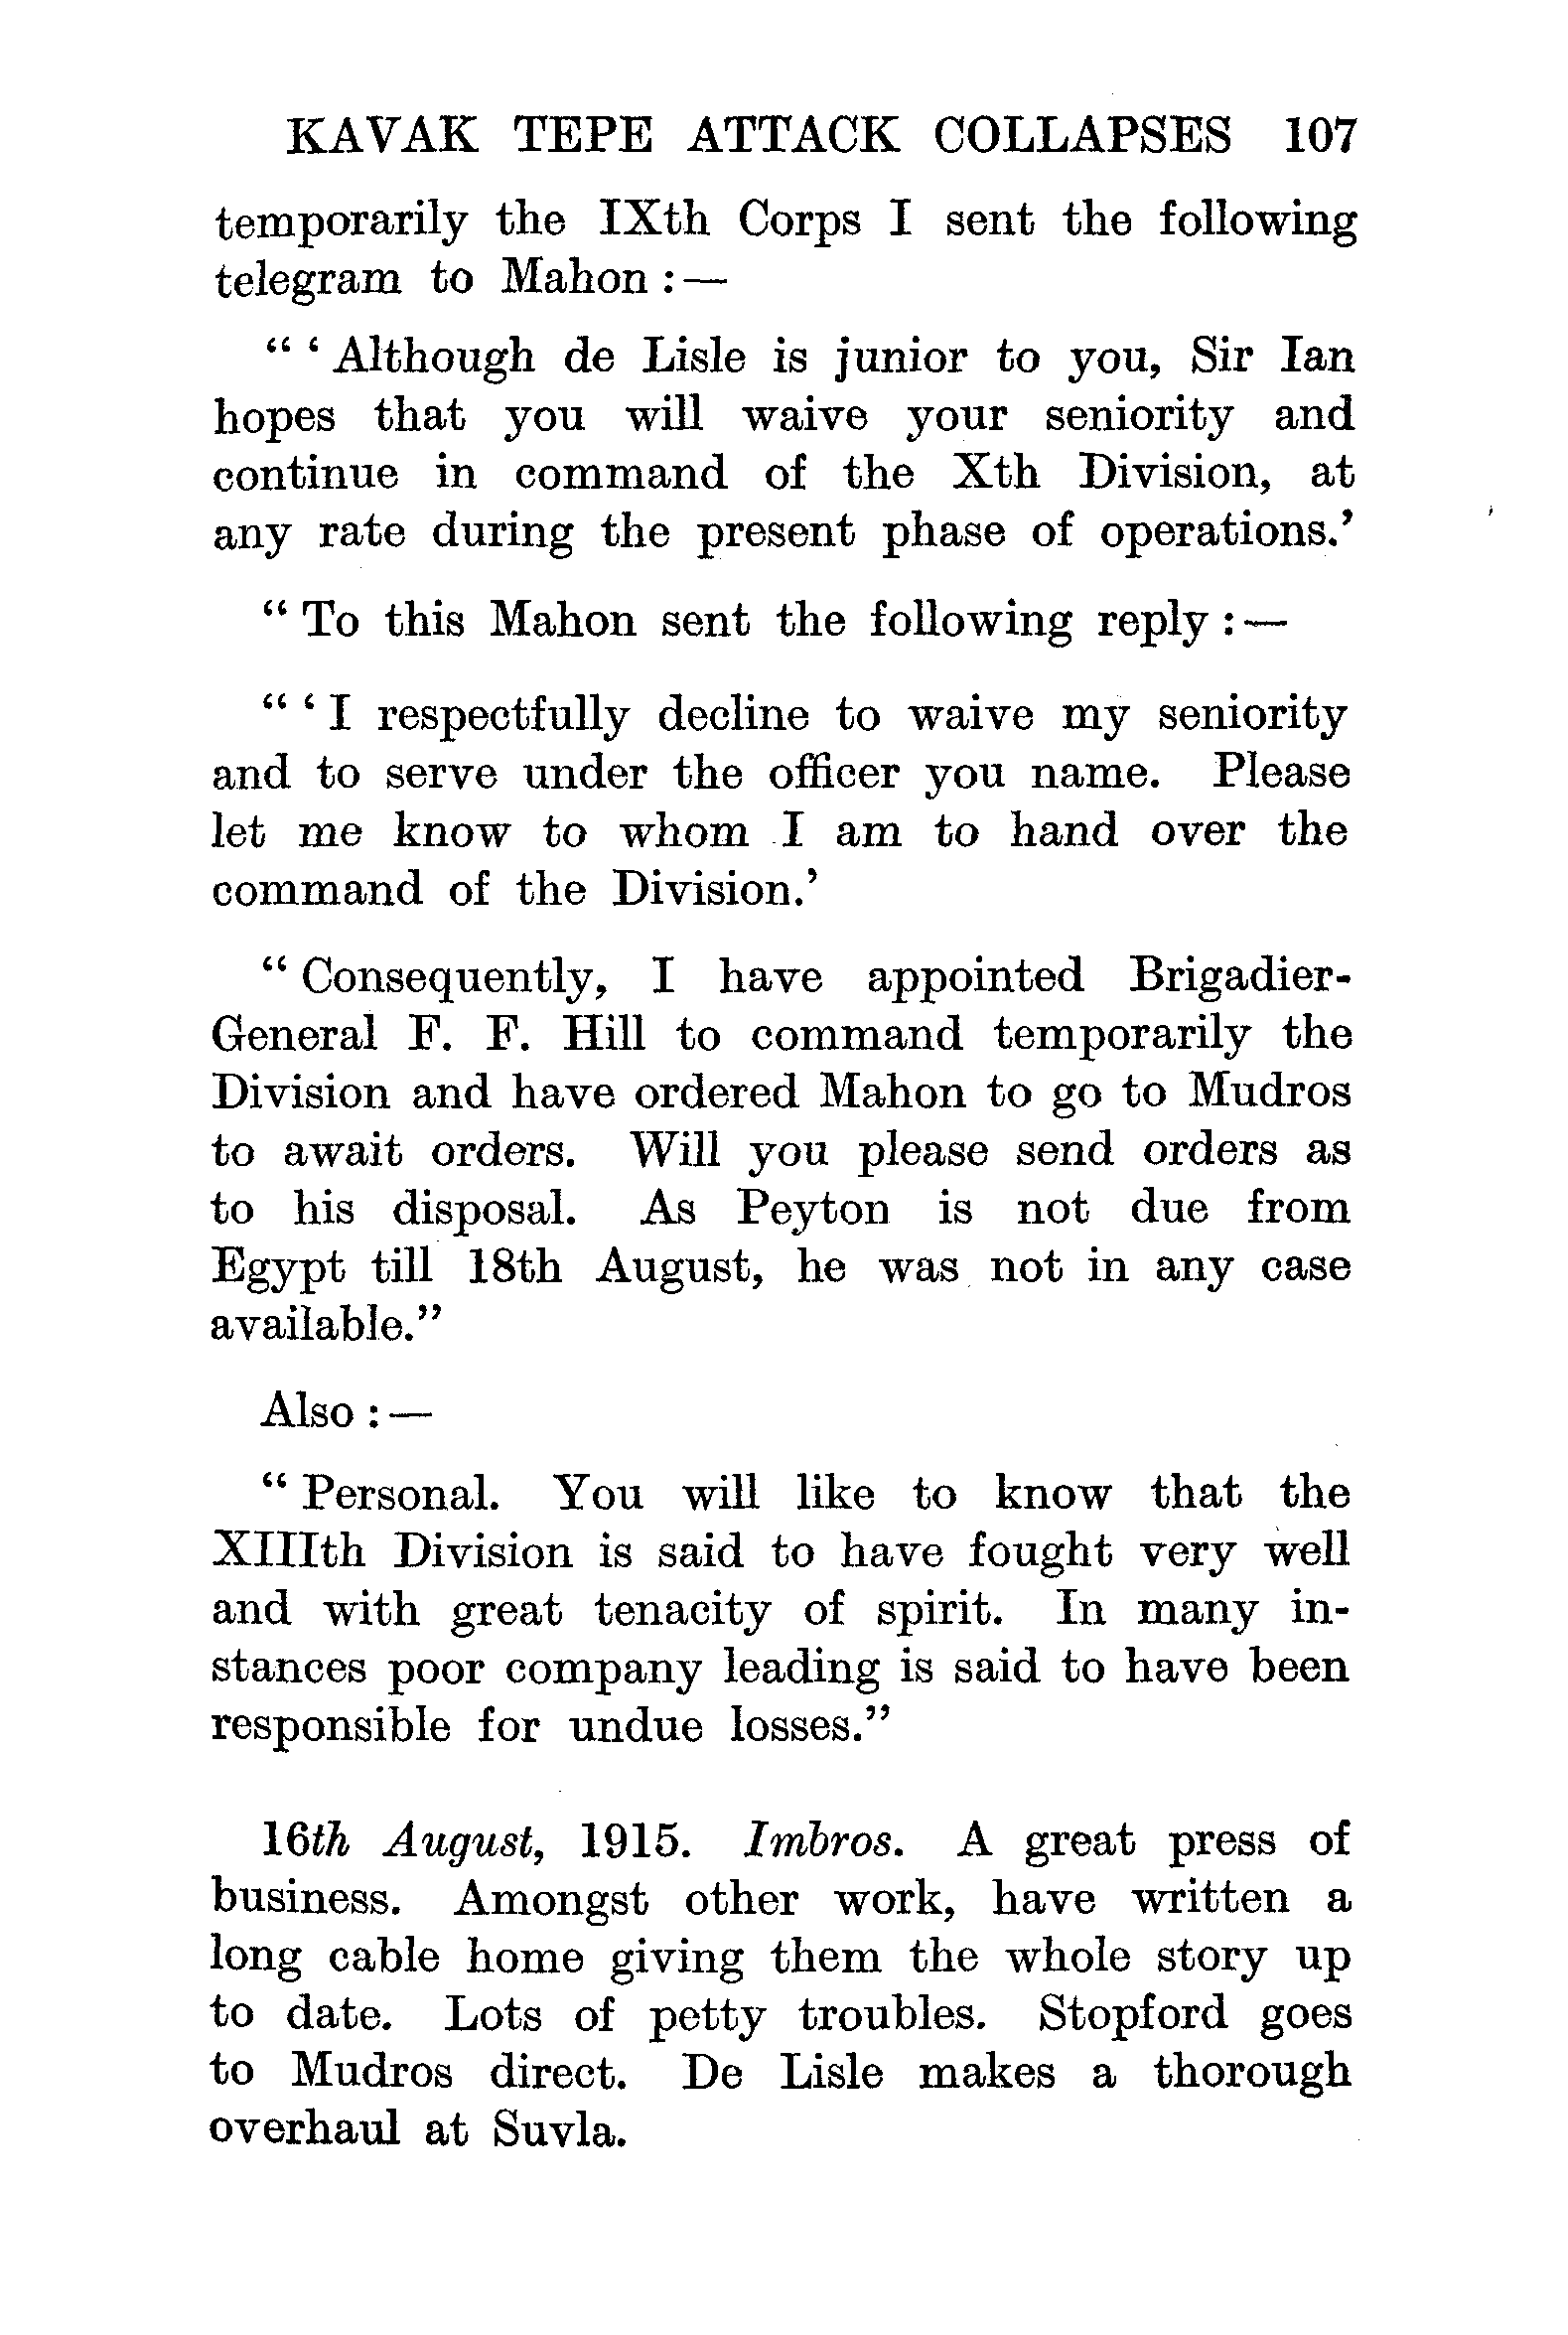 KAVAK TEPE ATTACK COLLAPSES 107
temporarily the IXth Corps I sent the following
telegram to Mahon :—
“ ‘ Although de Lisle is junior to you, Sir Ian
hopes that you will waive your seniority and
continue in command of the Xth Division, at
any rate during the present phase of operations.’
“ To this Mahon sent the following reply :—
“ ‘ I respectfully decline to waive my seniority
and to serve under the officer you name. Please
let me know to whom I am to hand over the
command of the Division.’
“ Consequently, I have appointed Brigadier-
General F. F. Hill to command temporarily the
Division and have ordered Mahon to go to Mudros
to await orders. Will you please send orders as
to his disposal. As Peyton is not due from
Egypt till 18th August, he was not in any case
available.”
Also :—
“ Personal. You will like to know that the
XIIIth Division is said to have fought very well
and with great tenacity of spirit. In many in-
stances poor company leading is said to have been
responsible for undue losses.”
16th August, 1915. Imbros. A great press of
business. Amongst other work, have written a
long cable home giving them the whole story up
to date. Lots of petty troubles. Stopford goes
to Mudros direct. De Lisle makes a thorough
overhaul at Suvla.